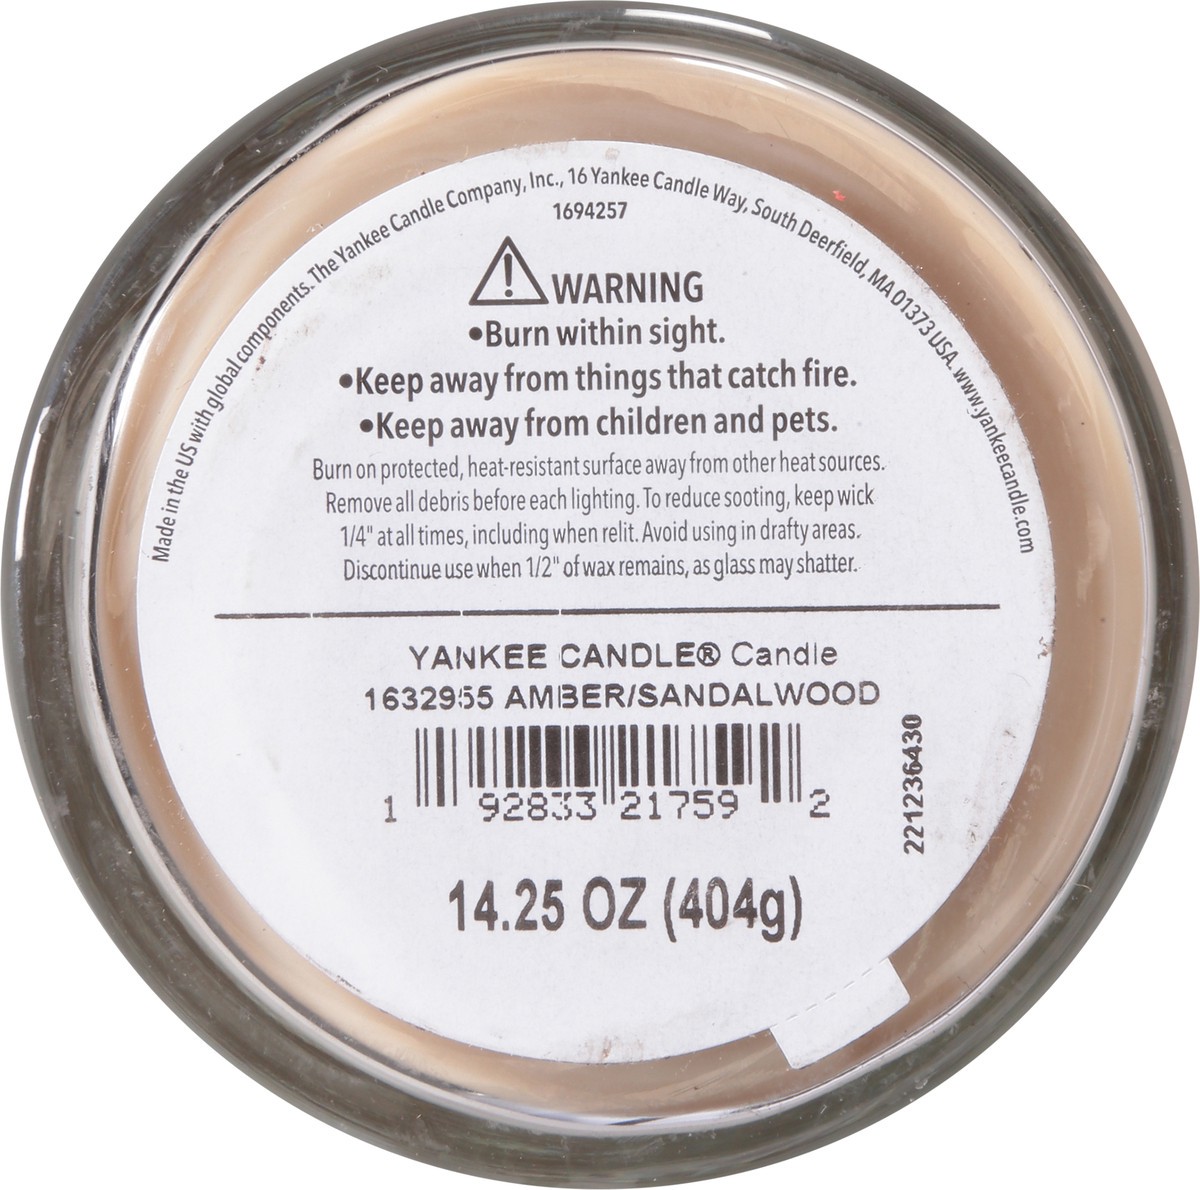 Made in the US with global components. The Yankee Candle Company, Inc., 16 Yankee Candle Way, South Deerfield, MA 01373 USA. www.yankeecandle.com
1694257
WARNING
•Burn within sight.
•Keep away from things that catch fire.
•Keep away from children and pets.
Burn on protected, heat-resistant surface away from other heat sources.
Remove all debris before each lighting. To reduce sooting, keep wick
1/4" at all times, including when relit. Avoid using in drafty areas.
Discontinue use when 1/2" of wax remains, as glass may shatter.
YANKEE CANDLE® Candle
1632955 AMBER/SANDALWOOD
1 92833 21759 2
221236430
14.25 OZ (404g)